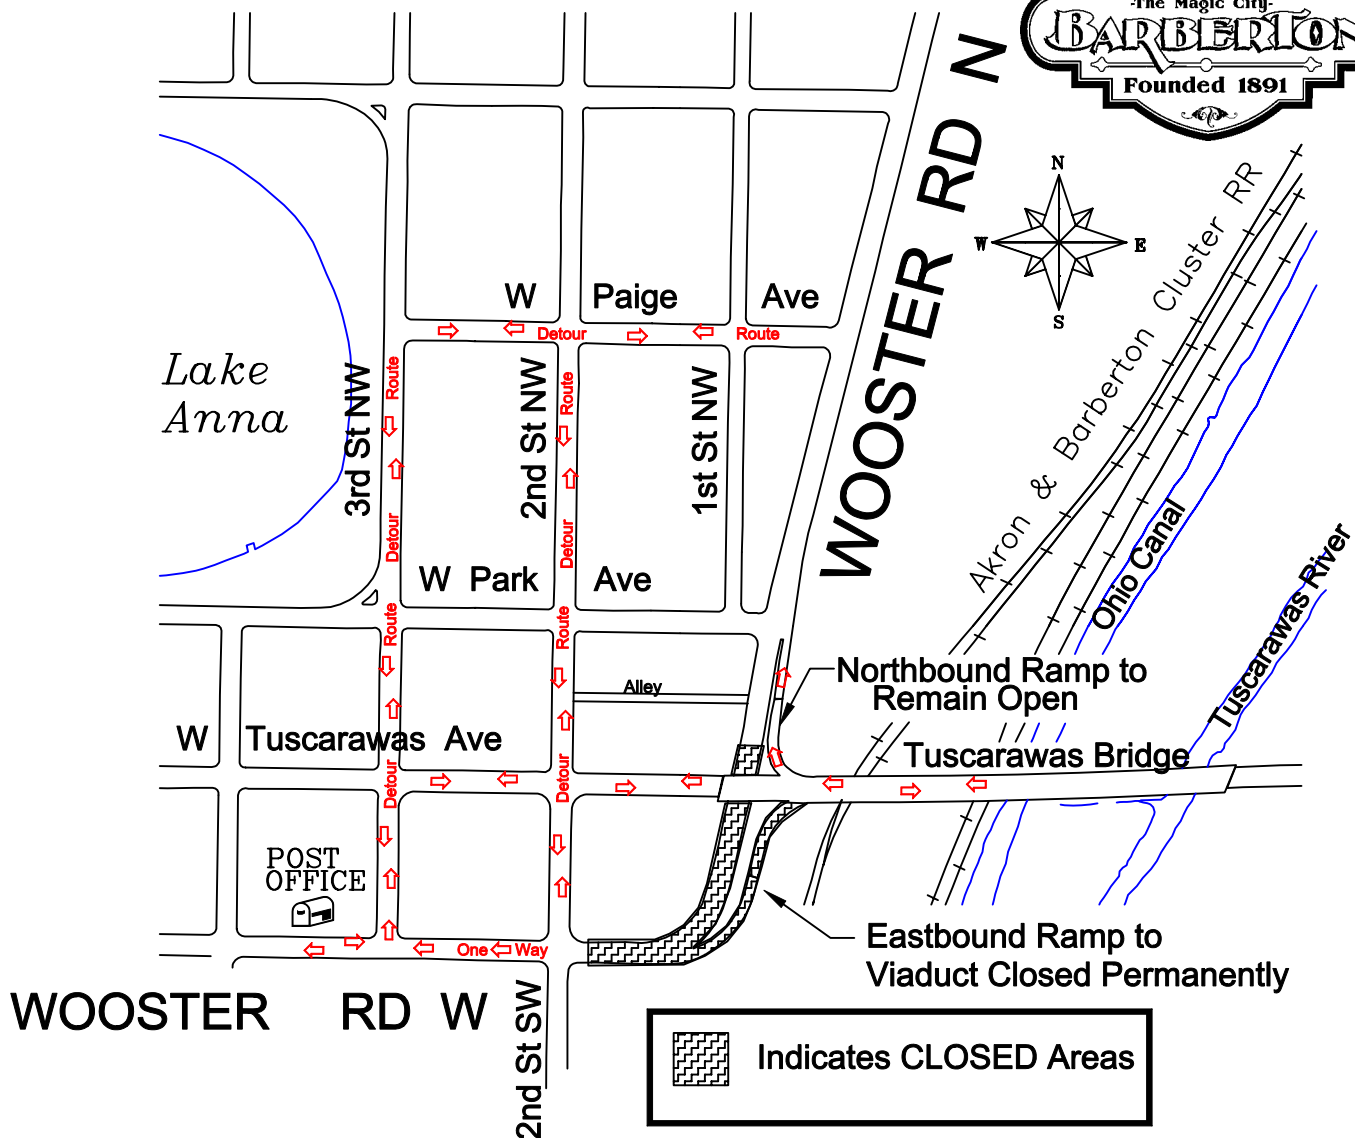 -The Magic City-
BARBERTON
Founded 1891
WOOSTER RD N
N
W
E
S
Akron & Barberton Cluster RR
W Paige Ave
Detour
Route
Lake
Anna
3rd St NW
Route
Detour
2nd St NW
Route
Detour
1st St NW
W Park Ave
Ohio Canal
Tuscarawas River
Route
Route
Alley
Northbound Ramp to
Remain Open
W Tuscarawas Ave
Tuscarawas Bridge
Detour
Detour
POST
OFFICE
One Way
Eastbound Ramp to
Viaduct Closed Permanently
WOOSTER RD W
2nd St SW
Indicates CLOSED Areas